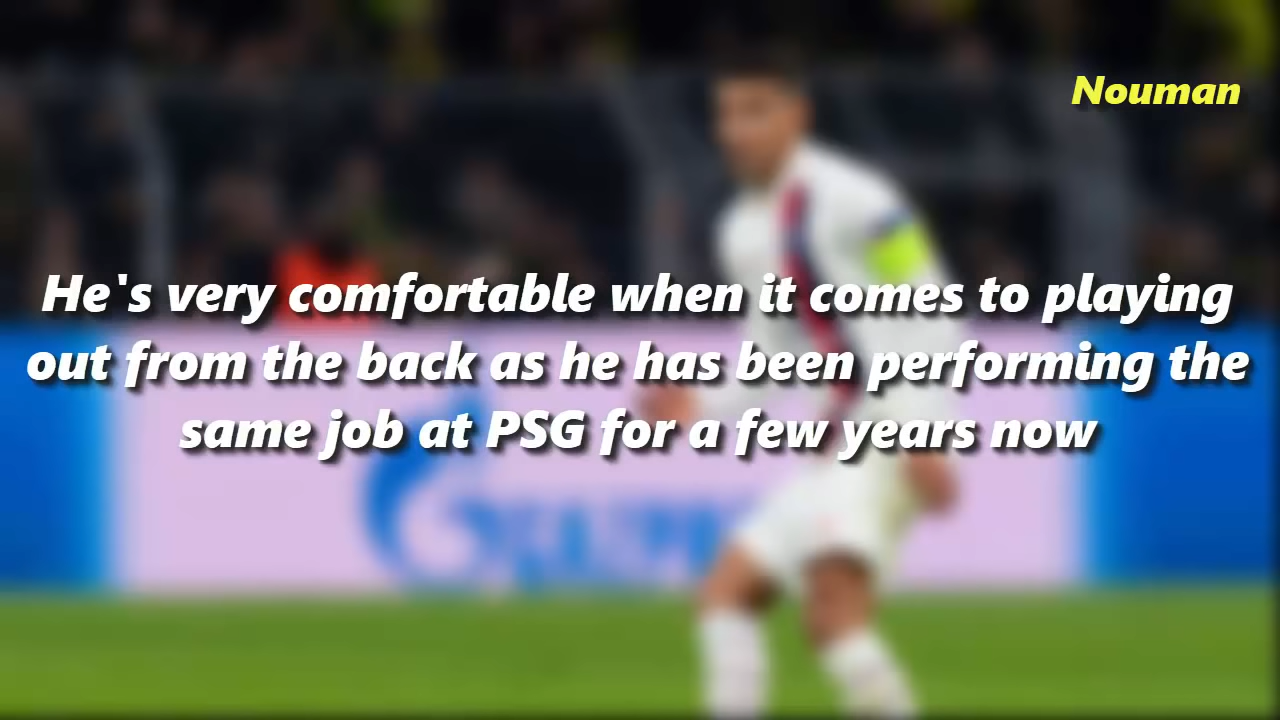 Nouman
He's very comfortable when it comes to playing
out from the back as he has been performing the
same job at PSG for a few years now